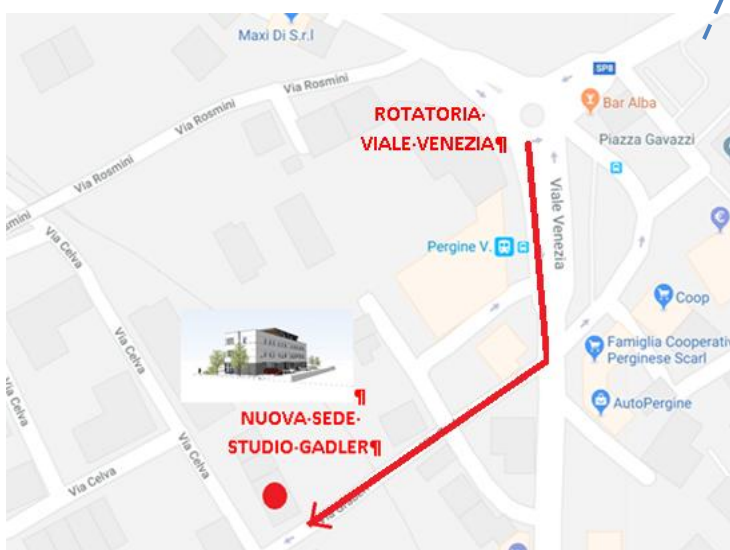 Maxi Di S.r.l
SP8
Via Rosmini
Bar Alba
ROTATORIA·
VIALE·VENEZIA¶
Piazza Gavazzi
Via Rosmini
Via Rosmini
Viale Venezia
Via Celva
Pergine V.
Coop
Famiglia Cooperativ
Perginese Scarl
¶
NUOVA·SEDE·
STUDIO·GADLER¶
AutoPergine
Via Celva
Via Celva
Via Celva